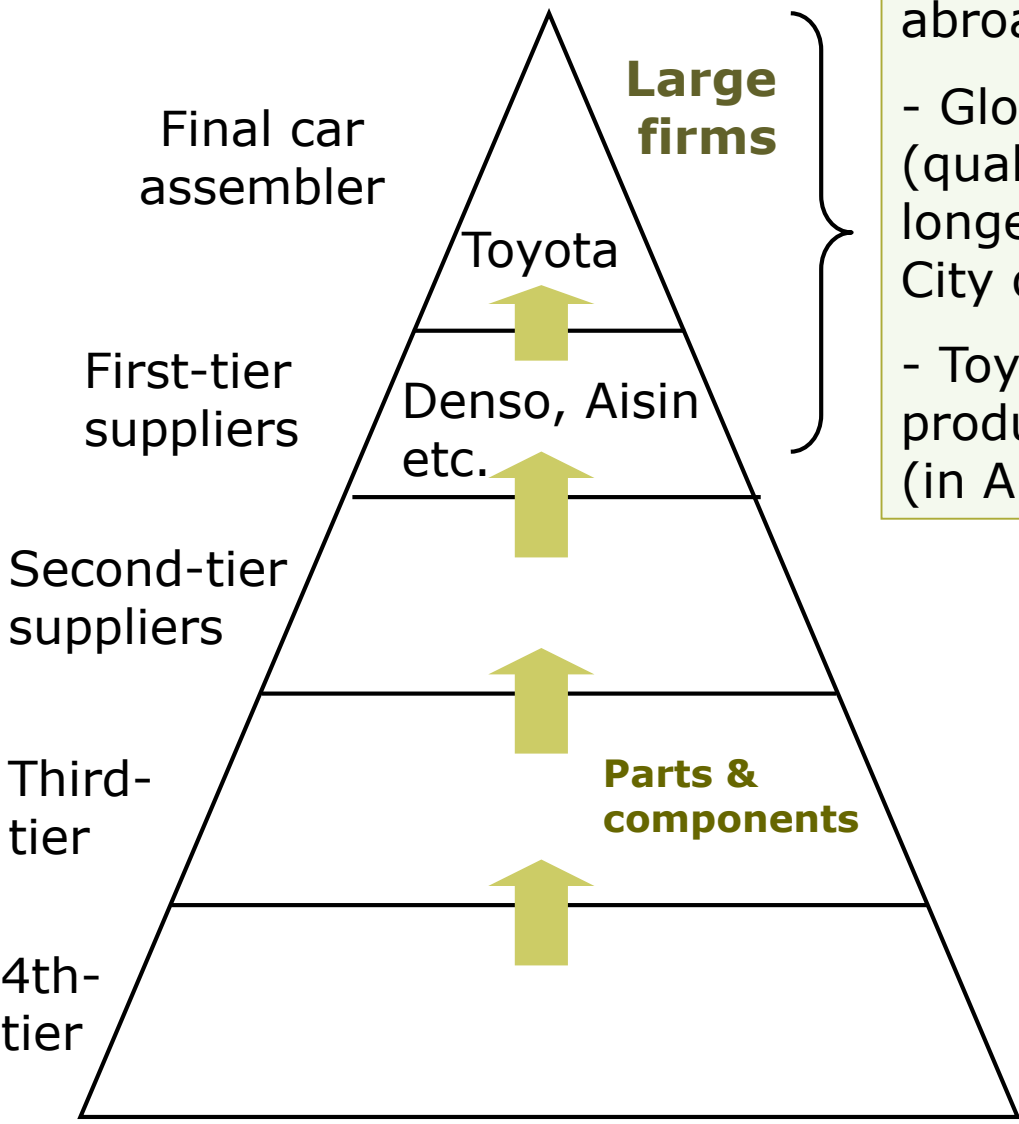 Final car
assembler
Large
firms
Toyota
First-tier
suppliers
Denso, Aisin
etc.
Second-tier
suppliers
Third-
tier
Parts &
components
4th-
tier
- Glo
(qual
longe
City
- Toy
produ
(in A